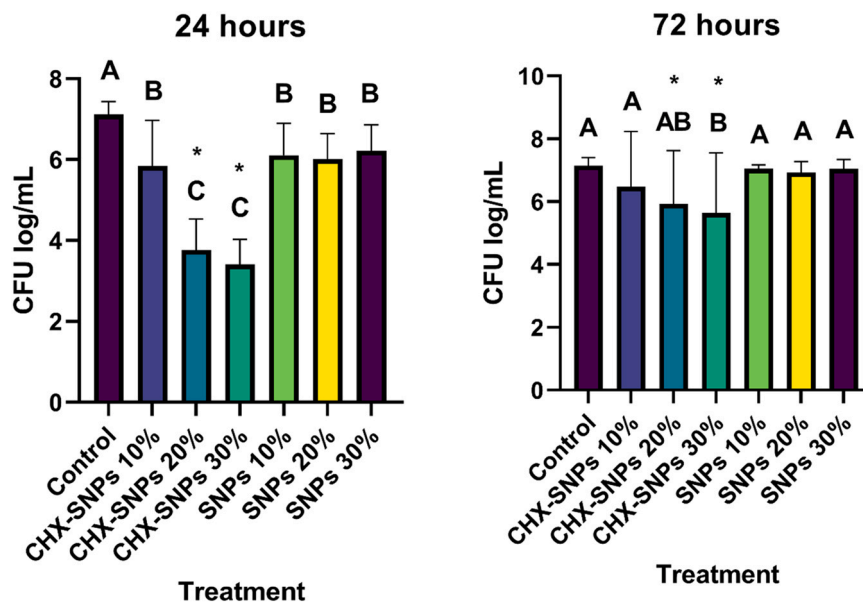 24 hours
CFU log/mL
8
6
4
2
0
A
B
*
C
*
C
B
B
B
Control
CHX-SNPs 10%
CHX-SNPs 20%
CHX-SNPs 30%
SNPs 10%
SNPs 20%
SNPs 30%
Treatment
72 hours
CFU log/mL
10
8
6
4
2
0
A
A
*
AB
*
B
A
A
A
Control
CHX-SNPs 10%
CHX-SNPs 20%
CHX-SNPs 30%
SNPs 10%
SNPs 20%
SNPs 30%
Treatment